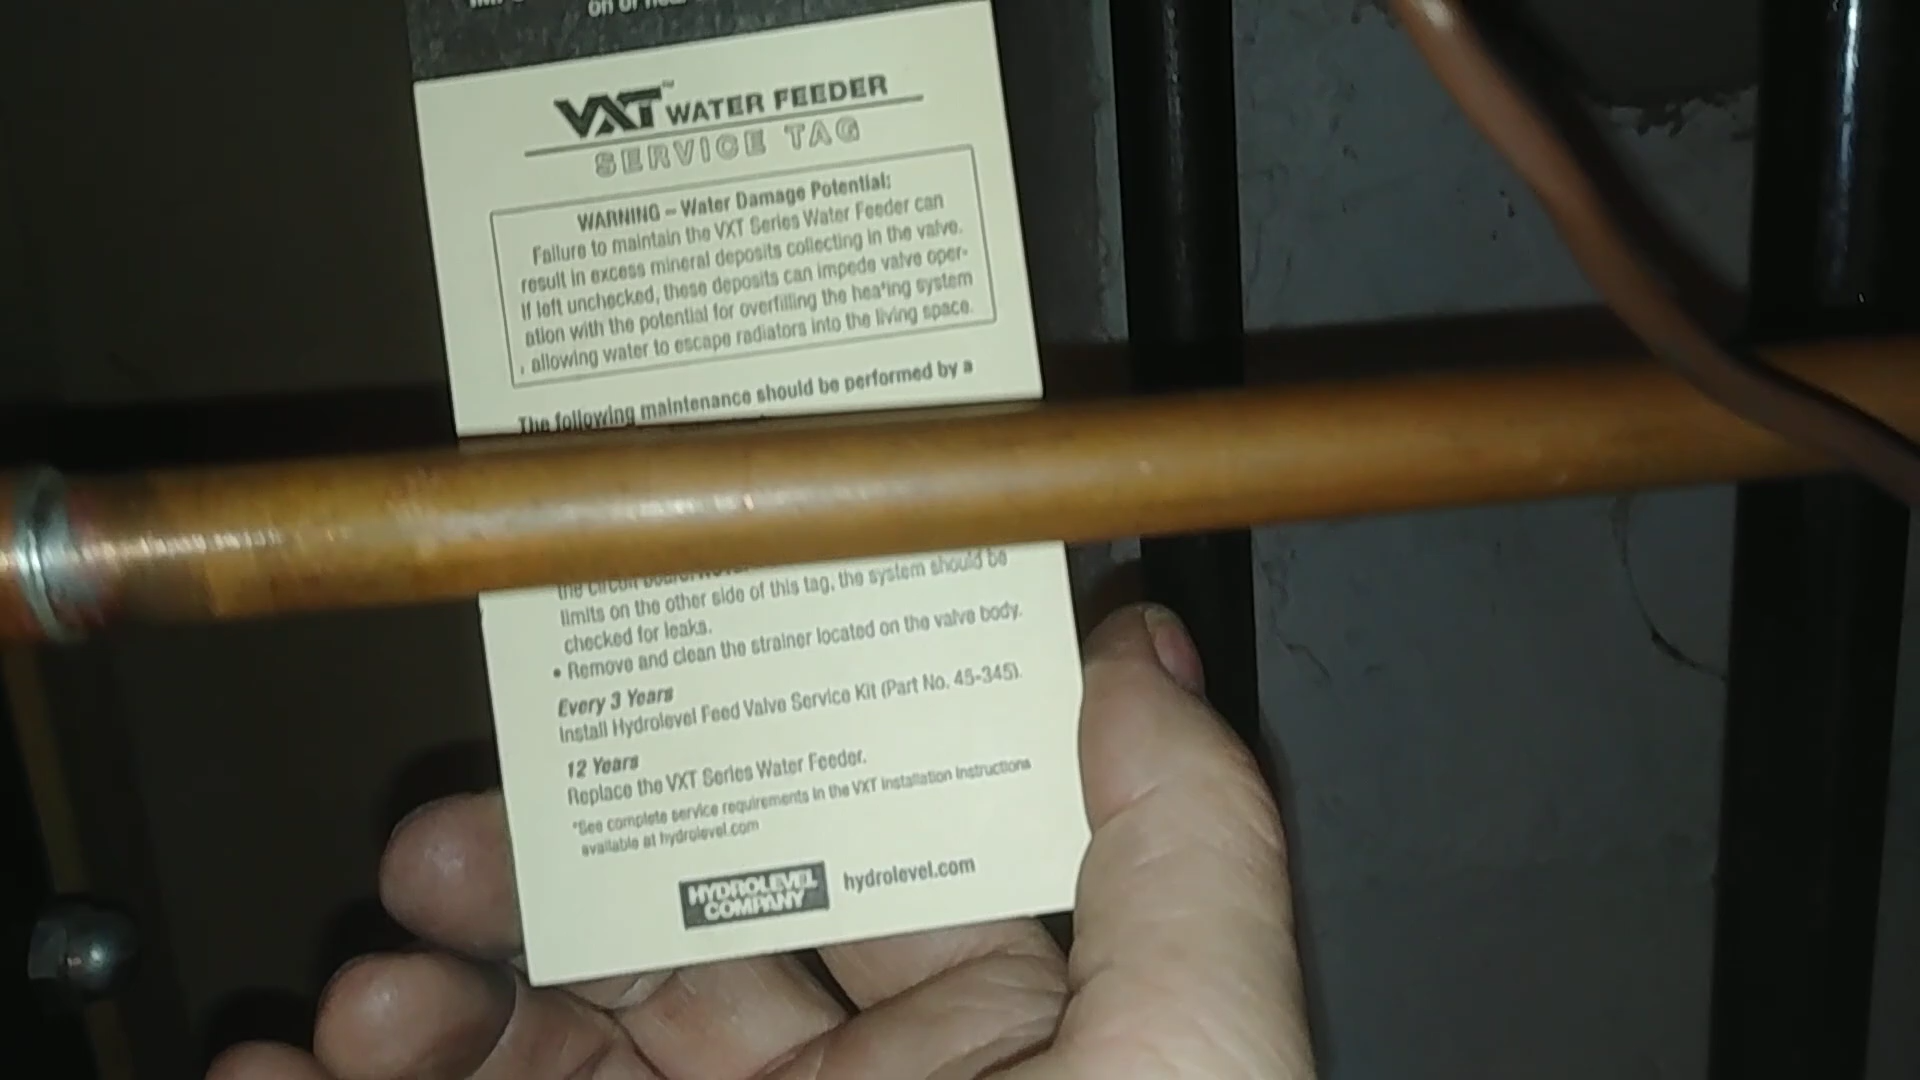 on or
VXT™ WATER FEEDER
SERVICE TAG
WARNING – Water Damage Potential:
Failure to maintain the VXT Series Water Feeder can
result in excess mineral deposits collecting in the valve.
If left unchecked, these deposits can impede valve oper-
ation with the potential for overfilling the heating system
, allowing water to escape radiators into the living space.
The following maintenance should be performed by a
the circuit board
limits on the other side of this tag, the system should be
checked for leaks.
• Remove and clean the strainer located on the valve body.
Every 3 Years
Install Hydrolevel Feed Valve Service Kit (Part No. 45-345).
12 Years
Replace the VXT Series Water Feeder.
*See complete service requirements in the VXT Installation Instructions
available at hydrolevel.com
HYDROLEVEL
COMPANY
hydrolevel.com